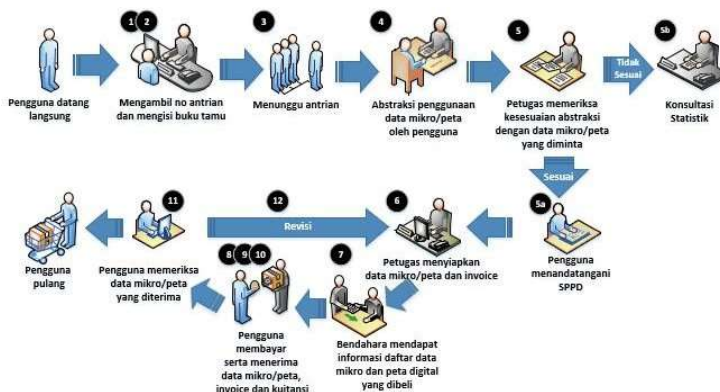 1 2
3
4
5
5b
Pengguna datang
langsung
Mengambil no antrian
dan mengisi buku tamu
Menunggu antrian
Abstraksi penggunaan
data mikro/peta
oleh pengguna
Petugas memeriksa
kesesuaian abstraksi
dengan data mikro/peta
yang diminta
Tidak
Sesuai
Konsultasi
Statistik
Sesuai
5a
Pengguna
menandatangani
SPPD
6
Petugas menyiapkan
data mikro/peta dan invoice
7
Bendahara mendapat
informasi daftar data
mikro dan peta digital
yang dibeli
8 9 10
Pengguna
membayar
serta menerima
data mikro/peta,
invoice dan kuitansi
11
Pengguna memeriksa
data mikro/peta
yang diterima
12
Revisi
Pengguna
pulang